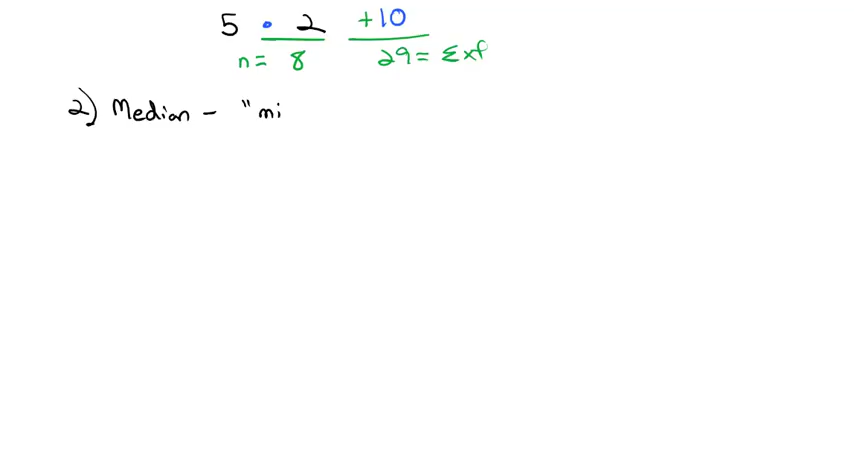 5 • 2 +10
n = 8 29 = Σxf
2) Median - "mi